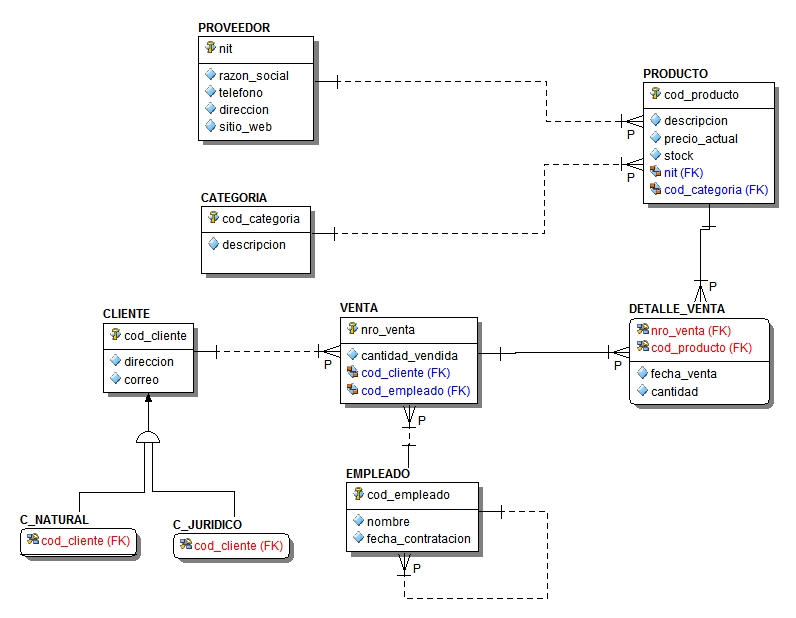 PROVEEDOR
nit
razon_social
telefono
direccion
sitio_web
PRODUCTO
cod_producto
descripcion
precio_actual
stock
nit (FK)
cod_categoria (FK)
P
P
CATEGORIA
cod_categoria
descripcion
CLIENTE
cod_cliente
direccion
correo
VENTA
nro_venta
cantidad_vendida
cod_cliente (FK)
cod_empleado (FK)
P
P
P
DETALLE_VENTA
nro_venta (FK)
cod_producto (FK)
fecha_venta
cantidad
P
EMPLEADO
cod_empleado
nombre
fecha_contratacion
P
C_NATURAL
cod_cliente (FK)
C_JURIDICO
cod_cliente (FK)